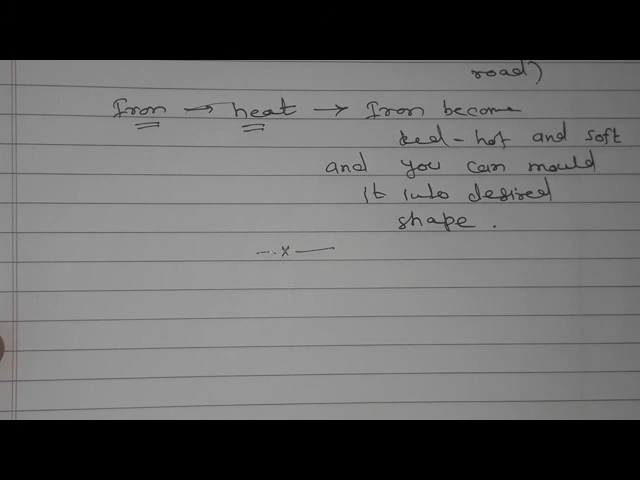 road)
Iron → heat → Iron become
red-hot and soft
and you can mould
it into desired
shape.
---x---